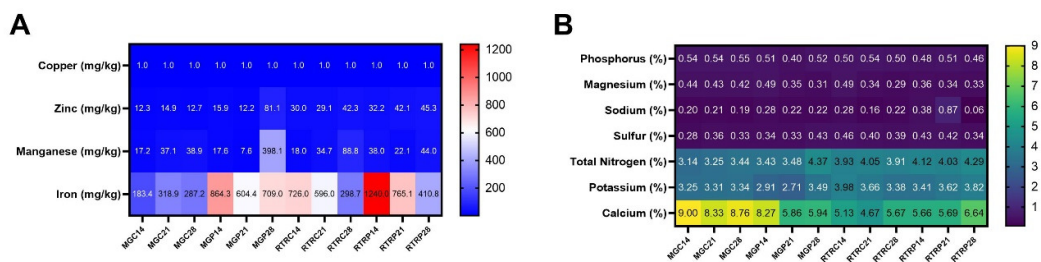 A
Copper (mg/kg) 1.0 1.0 1.0 1.0 1.0 1.0 1.0 1.0 1.0 1.0 1.0 1.0
Zinc (mg/kg) 12.3 14.9 12.7 15.9 12.2 81.1 30.0 29.1 42.3 32.2 42.1 45.3
Manganese (mg/kg) 17.2 37.1 38.9 17.6 7.6 398.1 18.0 34.7 88.8 38.0 22.1 44.0
Iron (mg/kg) 183.4 318.9 287.2 864.3 604.4 709.0 726.0 596.0 298.7 1240.0 765.1 410.8
MGC14 MGC21 MGC28 MGP14 MGP21 MGP28 RTRC14 RTRC21 RTRC28 RTRP14 RTRP21 RTRP28
1200
1000
800
600
400
200
B
Phosphorus (%) 0.54 0.54 0.55 0.51 0.40 0.52 0.50 0.54 0.50 0.48 0.51 0.46
Magnesium (%) 0.44 0.43 0.42 0.49 0.35 0.31 0.49 0.34 0.29 0.36 0.34 0.33
Sodium (%) 0.20 0.21 0.19 0.28 0.22 0.22 0.28 0.16 0.22 0.38 0.87 0.06
Sulfur (%) 0.28 0.36 0.33 0.34 0.33 0.43 0.46 0.40 0.39 0.43 0.42 0.34
Total Nitrogen (%) 3.14 3.25 3.44 3.43 3.48 4.37 3.93 4.05 3.91 4.12 4.03 4.29
Potassium (%) 3.25 3.31 3.34 2.91 2.71 3.49 3.98 3.66 3.38 3.41 3.62 3.82
Calcium (%) 9.00 8.33 8.76 8.27 5.86 5.94 5.13 4.67 5.67 5.66 5.69 6.64
MGC14 MGC21 MGC28 MGP14 MGP21 MGP28 RTRC14 RTRC21 RTRC28 RTRP14 RTRP21 RTRP28
9
8
7
6
5
4
3
2
1